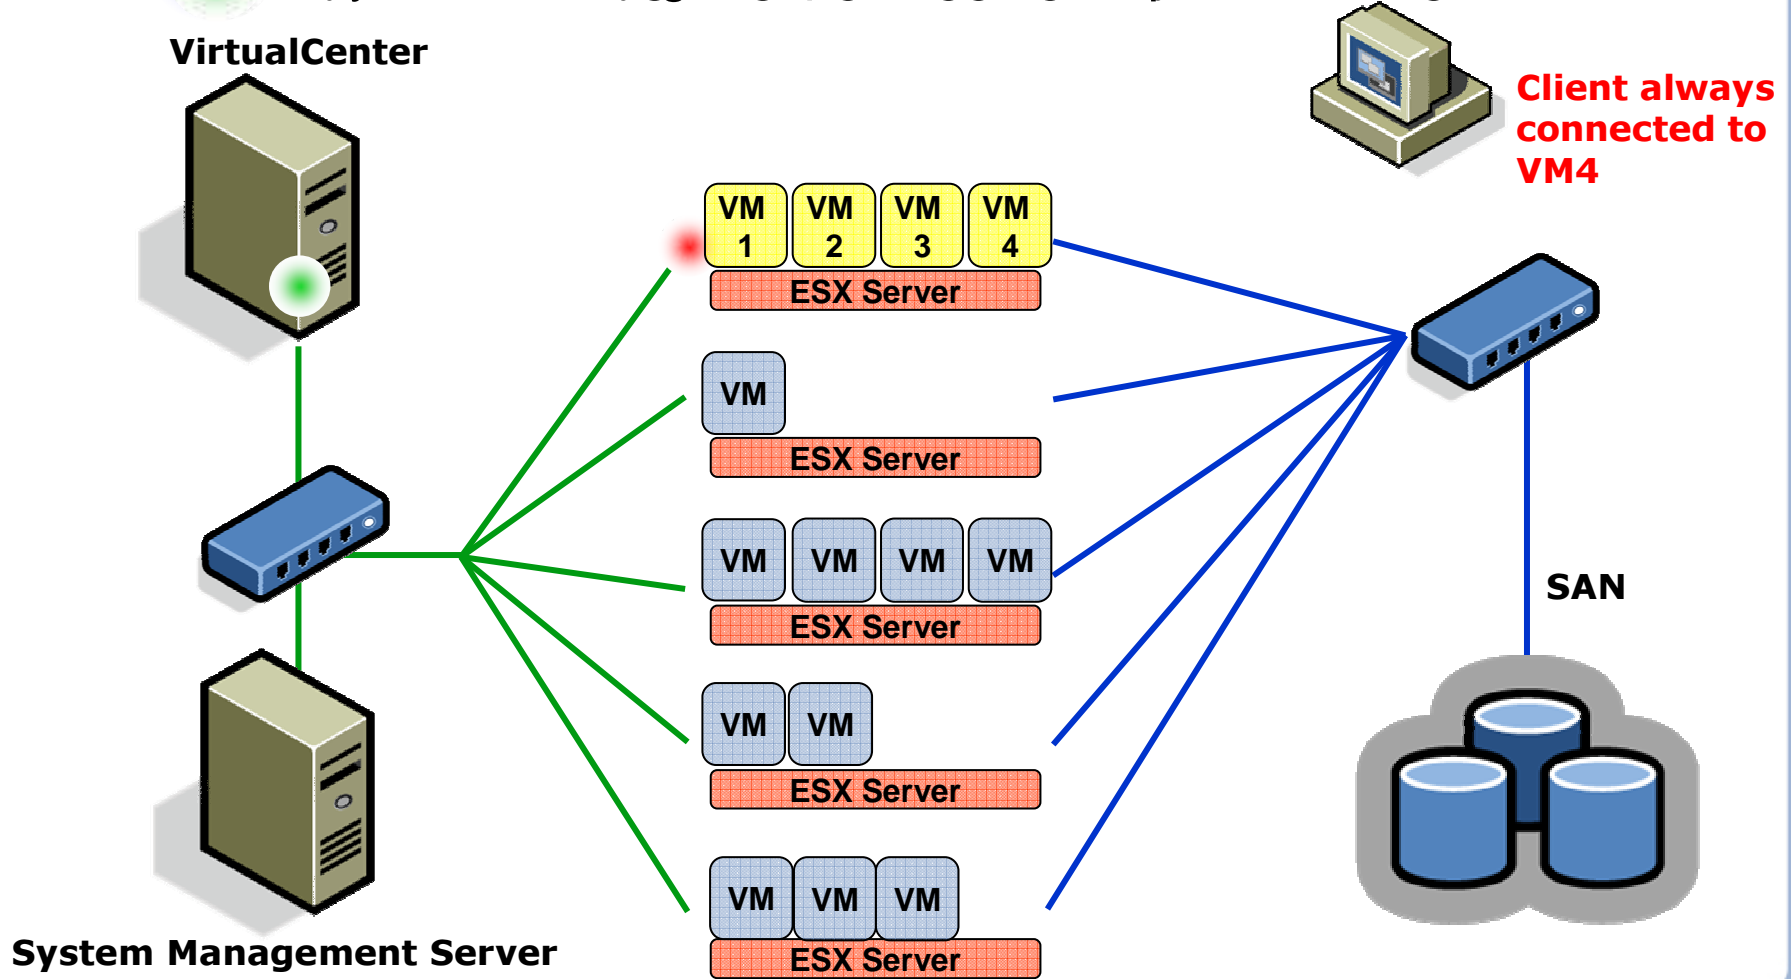 VirtualCenter
Client always
connected to
VM4
VM VM VM VM
1 2 3 4
ESX Server
VM
ESX Server
VM VM VM VM
ESX Server
SAN
VM VM
ESX Server
VM VM VM
ESX Server
System Management Server